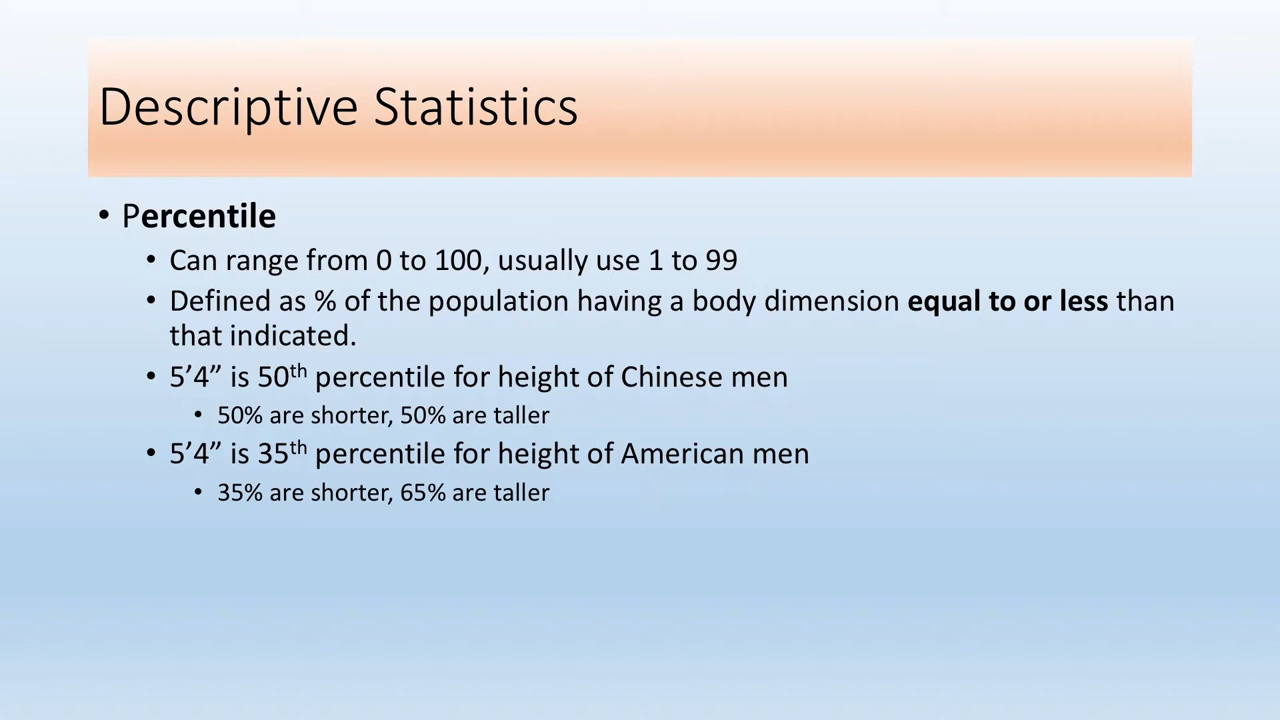 Descriptive Statistics
• Percentile
• Can range from 0 to 100, usually use 1 to 99
• Defined as % of the population having a body dimension equal to or less than
that indicated.
• 5’4” is 50th percentile for height of Chinese men
• 50% are shorter, 50% are taller
• 5’4” is 35th percentile for height of American men
• 35% are shorter, 65% are taller